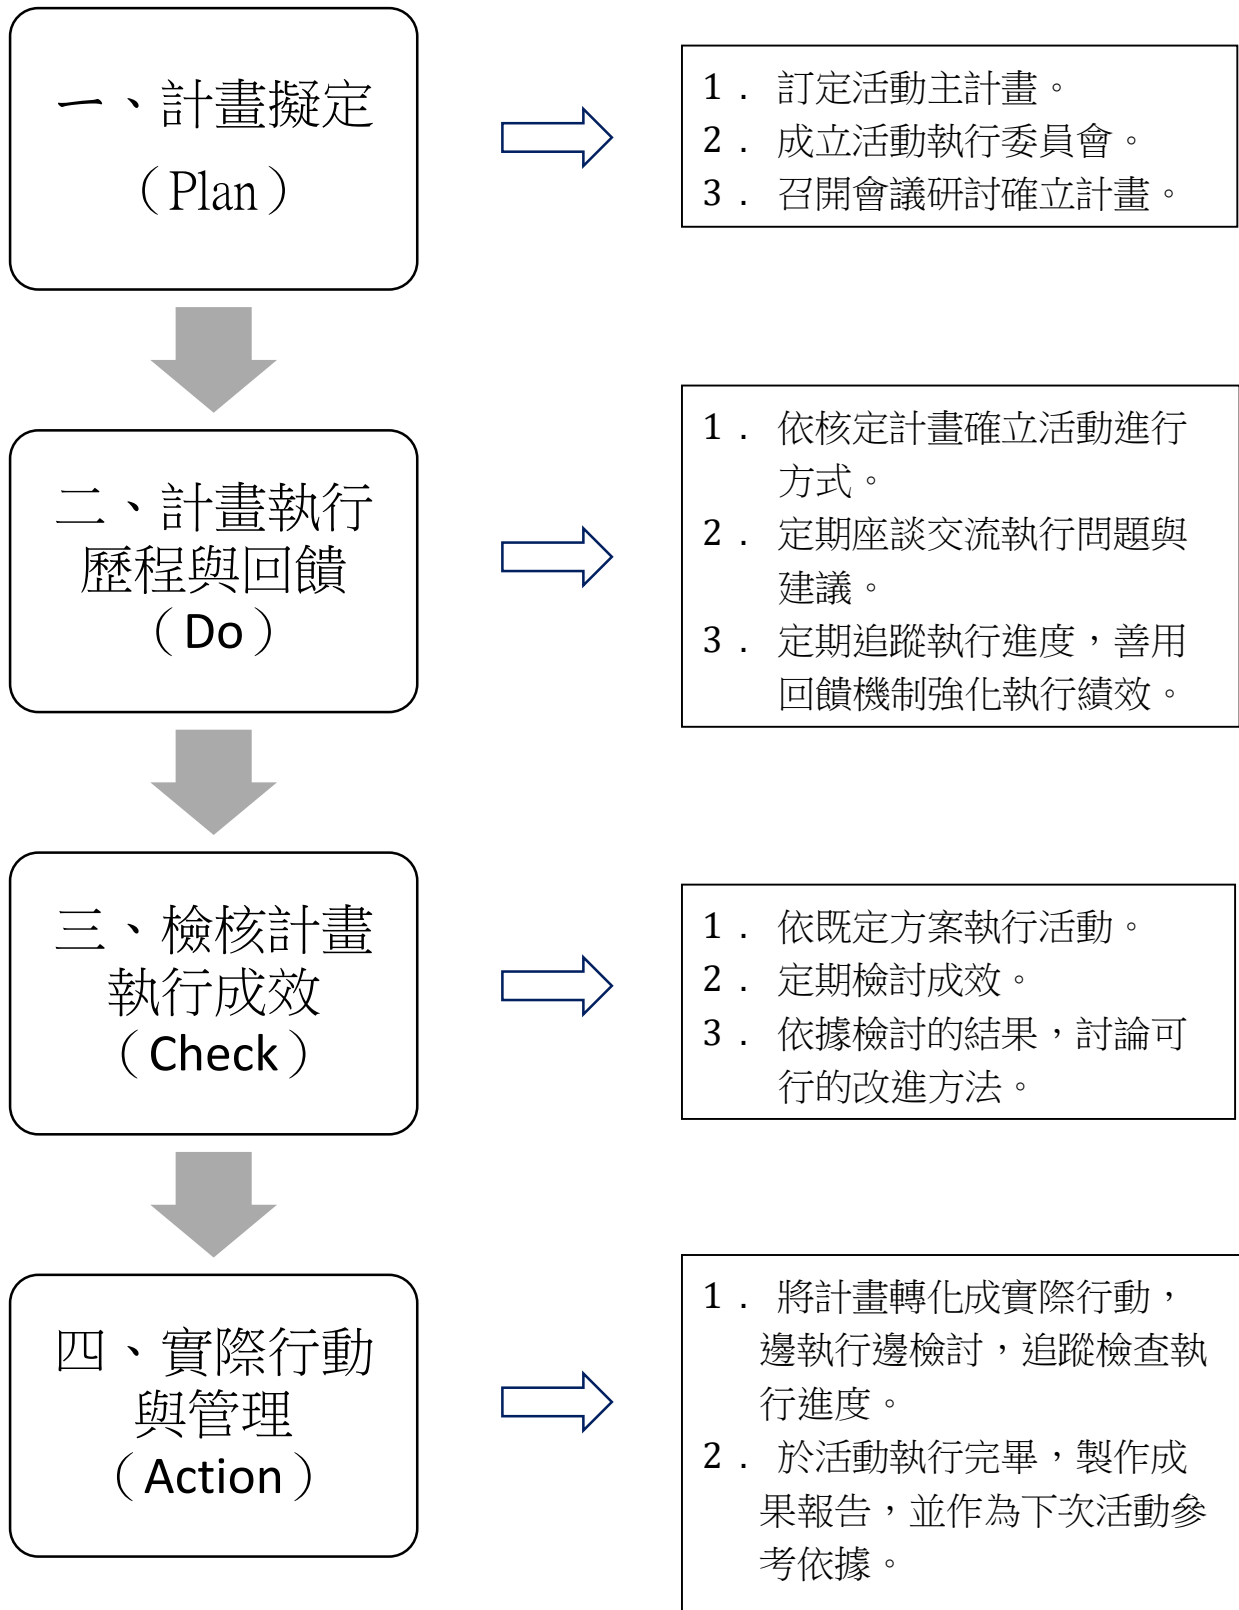 一、計畫擬定
（Plan）
1. 訂定活動主計畫。
2. 成立活動執行委員會。
3. 召開會議研討確立計畫。
二、計畫執行
歷程與回饋
（Do）
1. 依核定計畫確立活動進行
方式。
2. 定期座談交流執行問題與
建議。
3. 定期追蹤執行進度，善用
回饋機制強化執行績效。
三、檢核計畫
執行成效
（Check）
1. 依既定方案執行活動。
2. 定期檢討成效。
3. 依據檢討的結果，討論可
行的改進方法。
四、實際行動
與管理
（Action）
1. 將計畫轉化成實際行動，
邊執行邊檢討，追蹤檢查執
行進度。
2. 於活動執行完畢，製作成
果報告，並作為下次活動參
考依據。